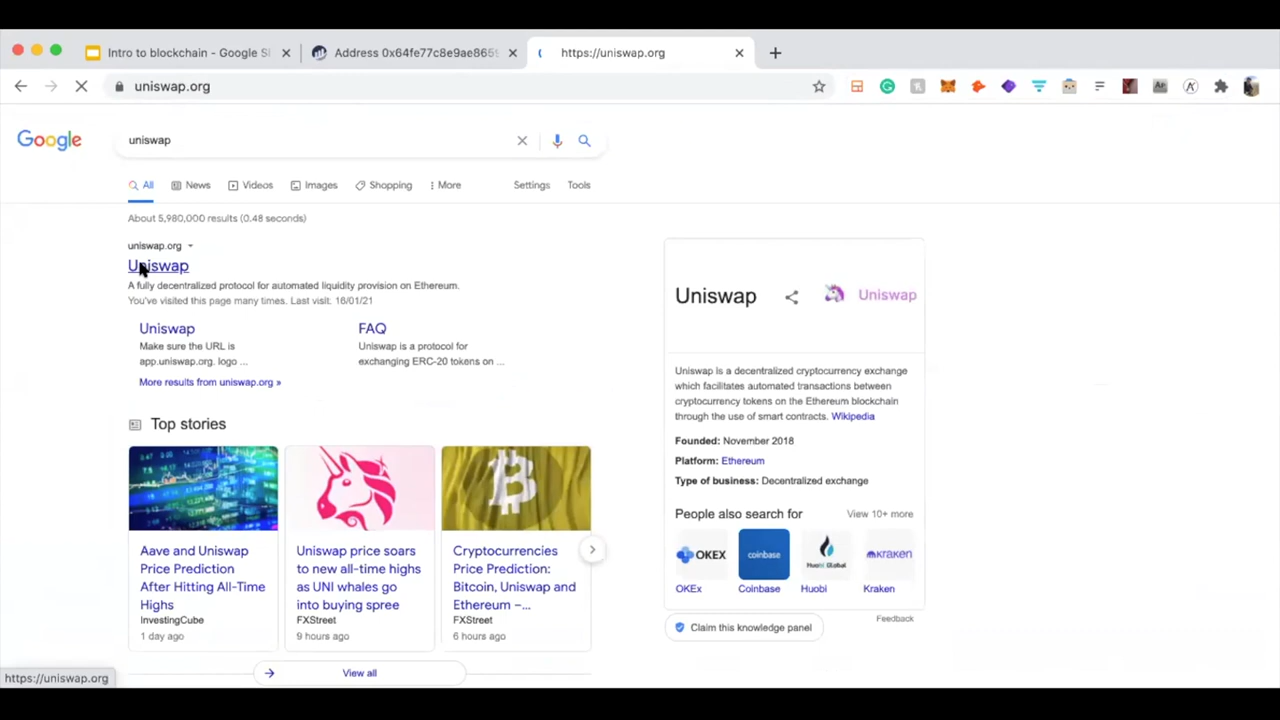 Intro to blockchain - Google Sl
Address 0x64fe77c8e9ae8659
https://uniswap.org
uniswap.org
Google
uniswap
All
News
Videos
Images
Shopping
More
Settings
Tools
About 5,980,000 results (0.48 seconds)
uniswap.org
Uniswap
A fully decentralized protocol for automated liquidity provision on Ethereum.
You've visited this page many times. Last visit: 16/01/21
Uniswap
Make sure the URL is
app.uniswap.org. logo ...
FAQ
Uniswap is a protocol for
exchanging ERC-20 tokens on ...
More results from uniswap.org »
Top stories
Aave and Uniswap
Price Prediction
After Hitting All-Time
Highs
InvestingCube
1 day ago
Uniswap price soars
to new all-time highs
as UNI whales go
into buying spree
FXStreet
9 hours ago
Cryptocurrencies
Price Prediction:
Bitcoin, Uniswap and
Ethereum –...
FXStreet
6 hours ago
View all
Uniswap
Uniswap
Uniswap is a decentralized cryptocurrency exchange
which facilitates automated transactions between
cryptocurrency tokens on the Ethereum blockchain
through the use of smart contracts. Wikipedia
Founded: November 2018
Platform: Ethereum
Type of business: Decentralized exchange
People also search for
View 10+ more
OKEX
coinbase
Huobi Global
kraken
OKEx
Coinbase
Huobi
Kraken
Feedback
Claim this knowledge panel
https://uniswap.org